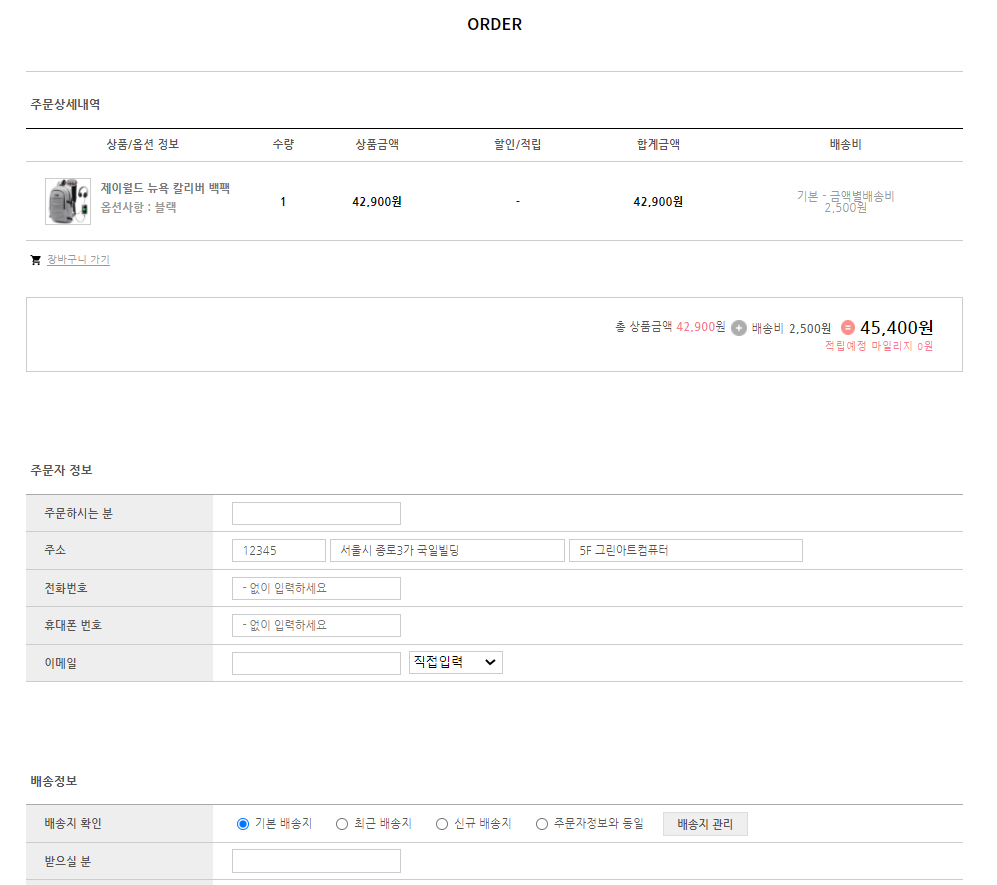 ORDER
주문상세내역
상품/옵션 정보 수량 상품금액 할인/적립 합계금액 배송비
제이월드 뉴욕 칼리버 백팩
옵션사항 : 블랙
1 42,900원 - 42,900원
기본 - 금액별배송비
2,500원
장바구니 가기
총 상품금액 42,900원 + 배송비 2,500원 = 45,400원
적립예정 마일리지 0원
주문자 정보
주문하시는 분
주소 12345 서울시 종로3가 국일빌딩 5F 그린아트컴퓨터
전화번호 - 없이 입력하세요
휴대폰 번호 - 없이 입력하세요
이메일 직접입력
배송정보
배송지 확인 기본 배송지 최근 배송지 신규 배송지 주문자정보와 동일 배송지 관리
받으실 분